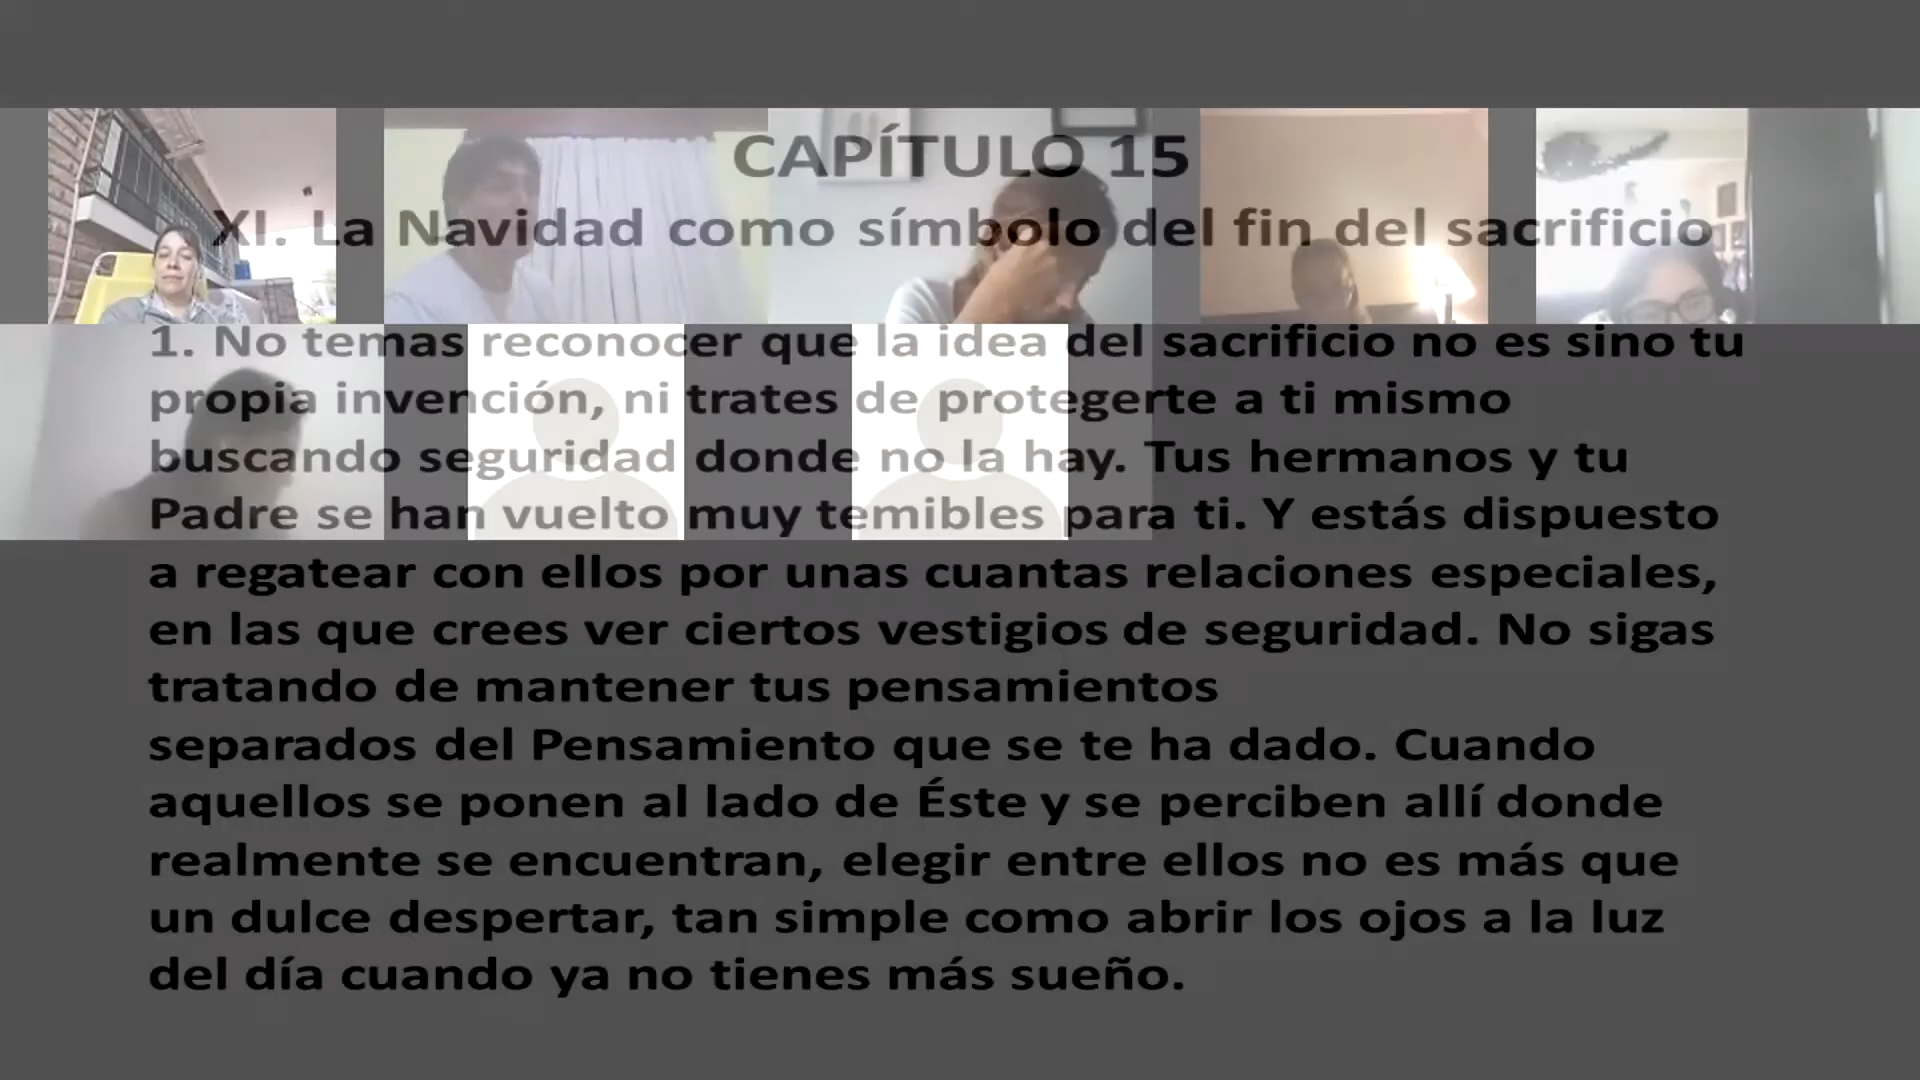 CAPÍTULO 15
XI. La Navidad como símbolo del fin del sacrificio
1. No temas reconocer que la idea del sacrificio no es sino tu
propia invención, ni trates de protegerte a ti mismo
buscando seguridad donde no la hay. Tus hermanos y tu
Padre se han vuelto muy temibles para ti. Y estás dispuesto
a regatear con ellos por unas cuantas relaciones especiales,
en las que crees ver ciertos vestigios de seguridad. No sigas
tratando de mantener tus pensamientos
separados del Pensamiento que se te ha dado. Cuando
aquellos se ponen al lado de Éste y se perciben allí donde
realmente se encuentran, elegir entre ellos no es más que
un dulce despertar, tan simple como abrir los ojos a la luz
del día cuando ya no tienes más sueño.